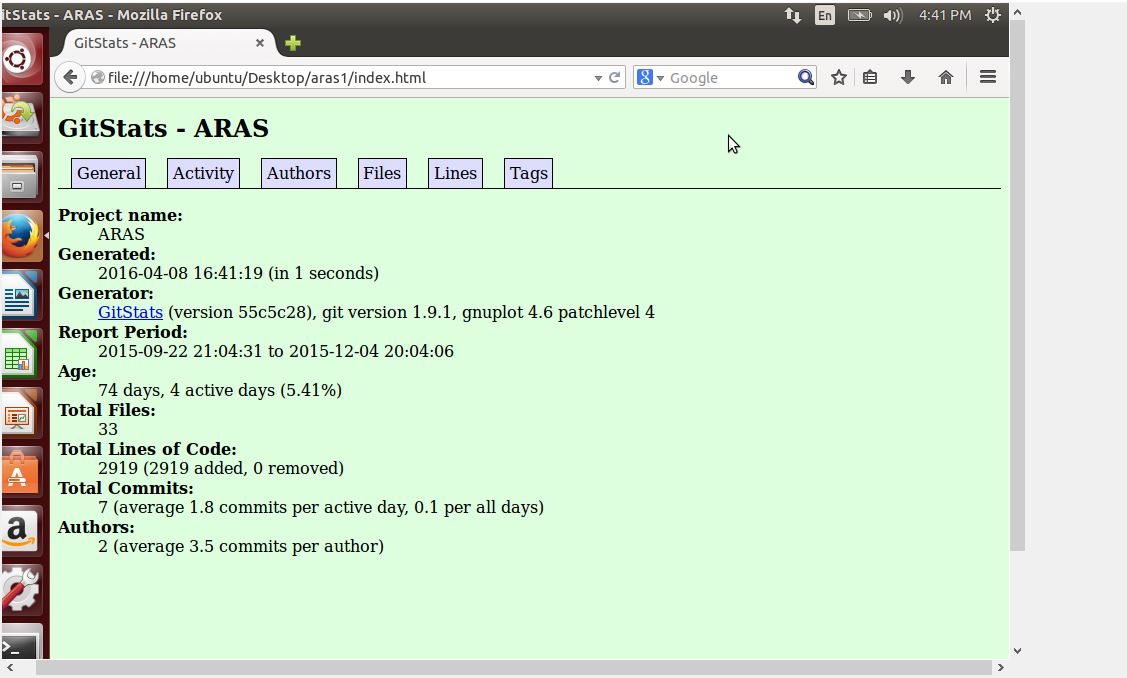 itStats - ARAS - Mozilla Firefox
En
4:41 PM
GitStats - ARAS
file:///home/ubuntu/Desktop/aras1/index.html
8
Google
GitStats - ARAS
General Activity Authors Files Lines Tags
Project name:
ARAS
Generated:
2016-04-08 16:41:19 (in 1 seconds)
Generator:
GitStats (version 55c5c28), git version 1.9.1, gnuplot 4.6 patchlevel 4
Report Period:
2015-09-22 21:04:31 to 2015-12-04 20:04:06
Age:
74 days, 4 active days (5.41%)
Total Files:
33
Total Lines of Code:
2919 (2919 added, 0 removed)
Total Commits:
7 (average 1.8 commits per active day, 0.1 per all days)
Authors:
2 (average 3.5 commits per author)